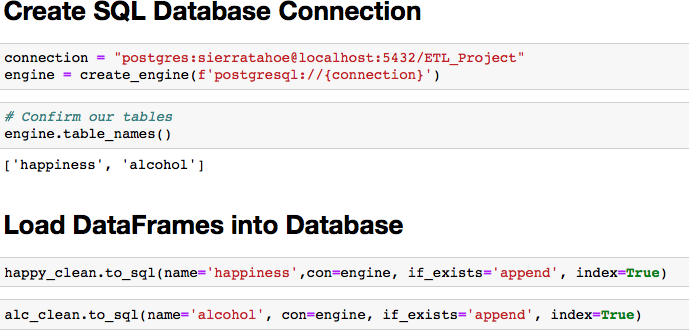 Create SQL Database Connection
connection = "postgres:sierratahoe@localhost:5432/ETL_Project"
engine = create_engine(f'postgresql://{connection}')
# Confirm our tables
engine.table_names()
['happiness', 'alcohol']
Load DataFrames into Database
happy_clean.to_sql(name='happiness',con=engine, if_exists='append', index=True)
alc_clean.to_sql(name='alcohol', con=engine, if_exists='append', index=True)